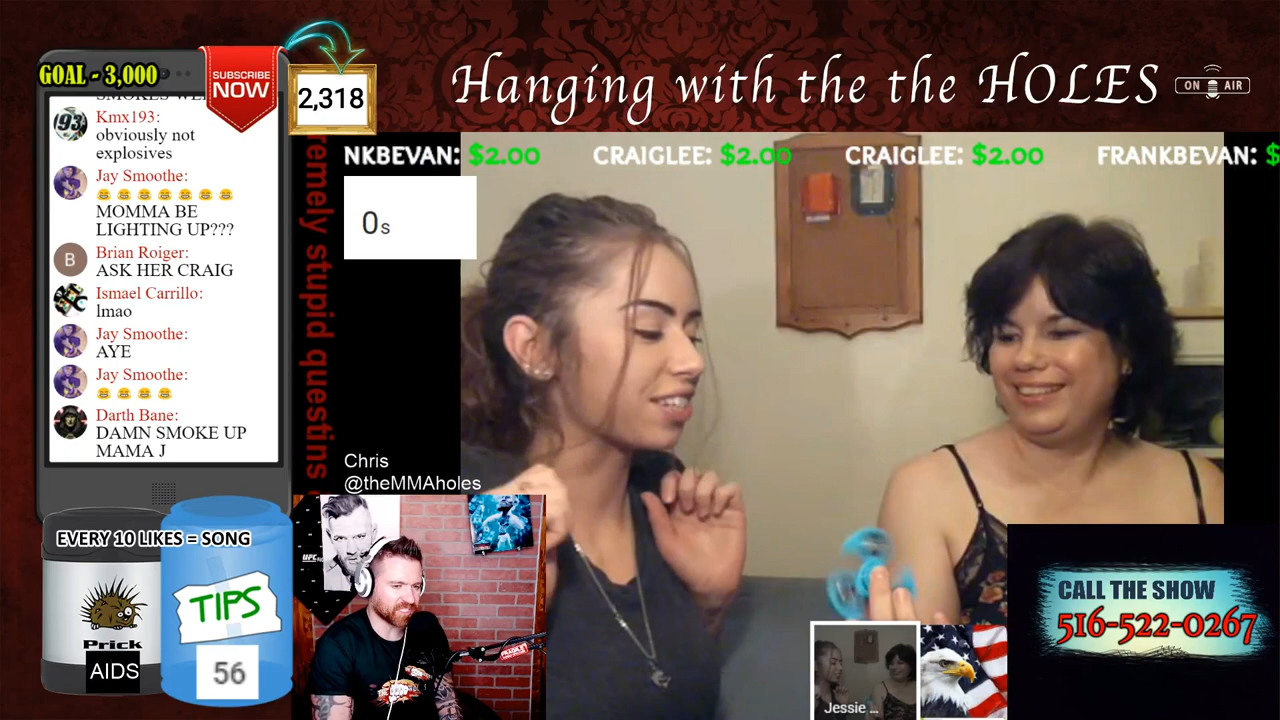 GOAL - 3,000
SUBSCRIBE
NOW
2,318
Hanging with the the HOLES
ON AIR
Kmx193:
obviously not
explosives
Jay Smoothe:
😂😂😂😂😂😂😂
MOMMA BE
LIGHTING UP???
B
Brian Roiger:
ASK HER CRAIG
Ismael Carrillo:
lmao
Jay Smoothe:
AYE
Jay Smoothe:
😂😂😂😂
Darth Bane:
DAMN SMOKE UP
MAMA J
93
remely stupid questins
NKBEVAN: $2.00 CRAIGLEE: $2.00 CRAIGLEE: $2.00 FRANKBEVAN: $
0s
Chris
@theMMAholes
UFC
EVERY 10 LIKES = SONG
Prick
AIDS
TIPS
56
Jessie ...
CALL THE SHOW
516-522-0267